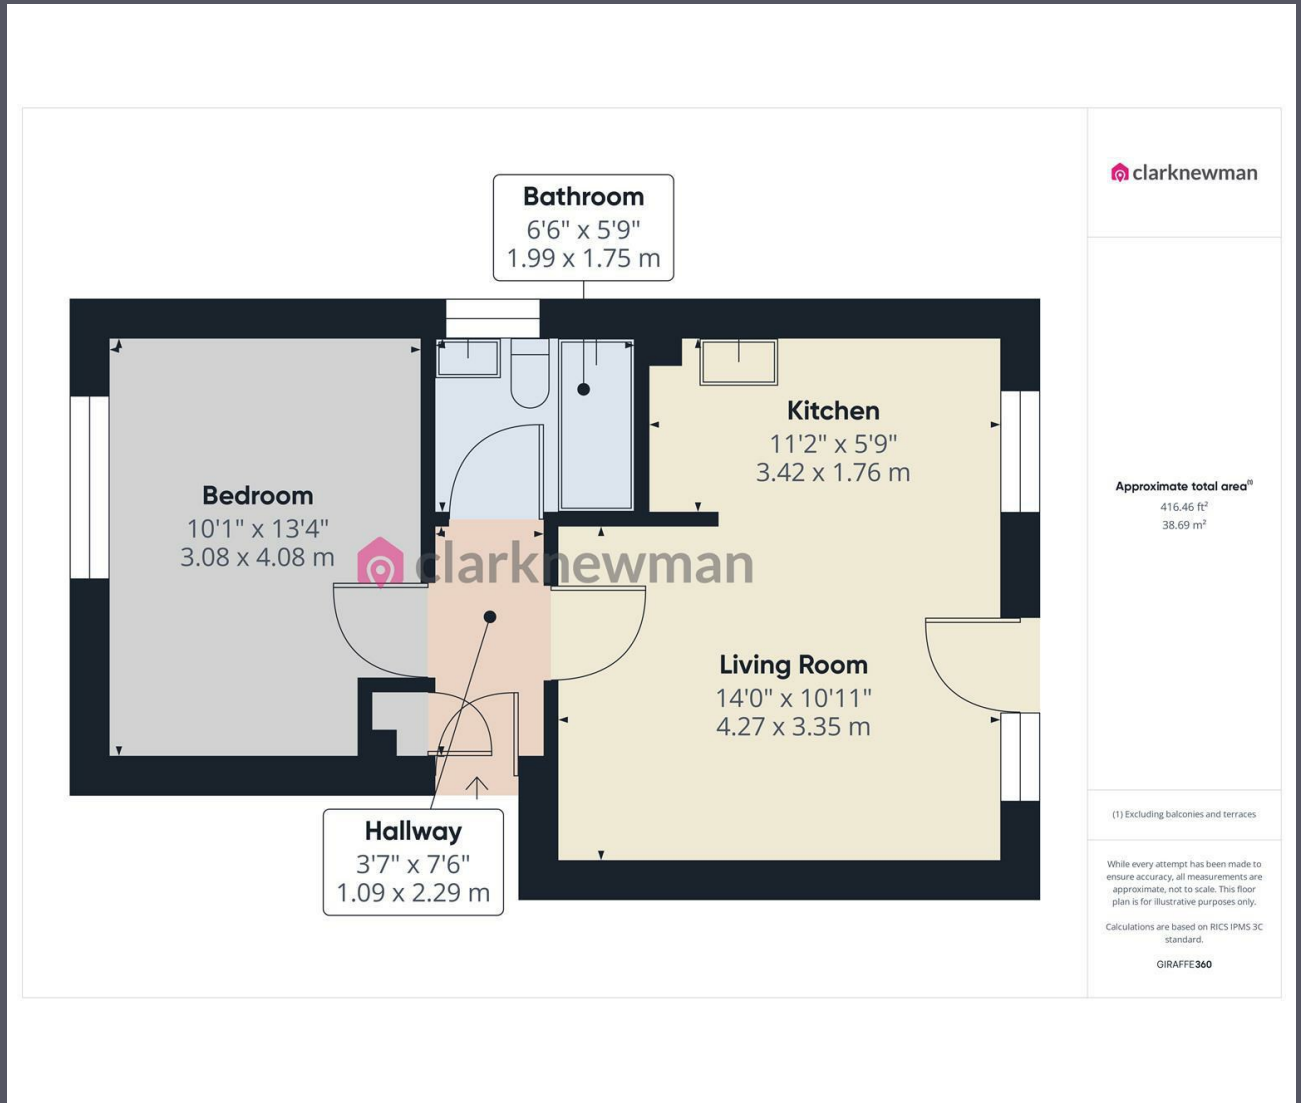 Bathroom
6'6" x 5'9"
1.99 x 1.75 m
Kitchen
11'2" x 5'9"
3.42 x 1.76 m
Bedroom
10'1" x 13'4"
3.08 x 4.08 m
clarknewman
Living Room
14'0" x 10'11"
4.27 x 3.35 m
Hallway
3'7" x 7'6"
1.09 x 2.29 m
clarknewman
Approximate total area⁽¹⁾
416.46 ft²
38.69 m²
(1) Excluding balconies and terraces
While every attempt has been made to
ensure accuracy, all measurements are
approximate, not to scale. This floor
plan is for illustrative purposes only.
Calculations are based on RICS IPMS 3C
standard.
GIRAFFE360